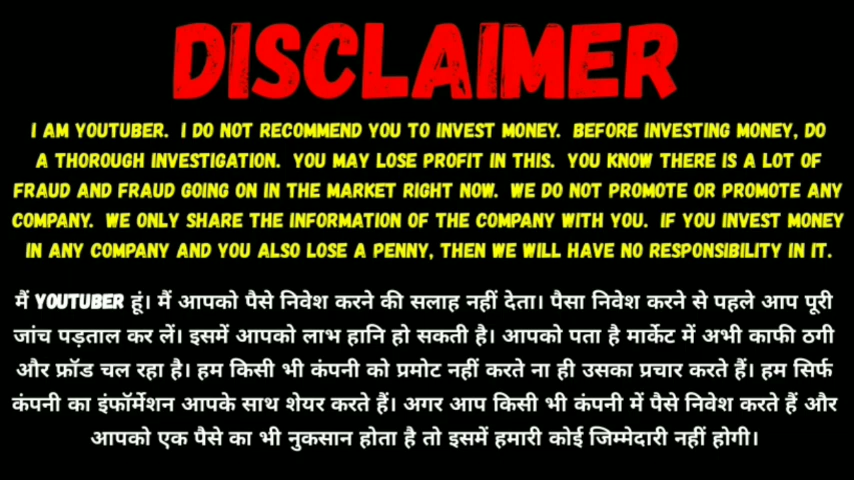 DISCLAIMER
I AM YOUTUBER. I DO NOT RECOMMEND YOU TO INVEST MONEY. BEFORE INVESTING MONEY, DO
A THOROUGH INVESTIGATION. YOU MAY LOSE PROFIT IN THIS. YOU KNOW THERE IS A LOT OF
FRAUD AND FRAUD GOING ON IN THE MARKET RIGHT NOW. WE DO NOT PROMOTE OR PROMOTE ANY
COMPANY. WE ONLY SHARE THE INFORMATION OF THE COMPANY WITH YOU. IF YOU INVEST MONEY
IN ANY COMPANY AND YOU ALSO LOSE A PENNY, THEN WE WILL HAVE NO RESPONSIBILITY IN IT.
मैं YOUTUBER हूं। मैं आपको पैसे निवेश करने की सलाह नहीं देता। पैसा निवेश करने से पहले आप पूरी
जांच पड़ताल कर लें। इसमें आपको लाभ हानि हो सकती है। आपको पता है मार्केट में अभी काफी ठगी
और फ्रॉड चल रहा है। हम किसी भी कंपनी को प्रमोट नहीं करते ना ही उसका प्रचार करते हैं। हम सिर्फ
कंपनी का इंफॉर्मेशन आपके साथ शेयर करते हैं। अगर आप किसी भी कंपनी में पैसे निवेश करते हैं और
आपको एक पैसे का भी नुकसान होता है तो इसमें हमारी कोई जिम्मेदारी नहीं होगी।